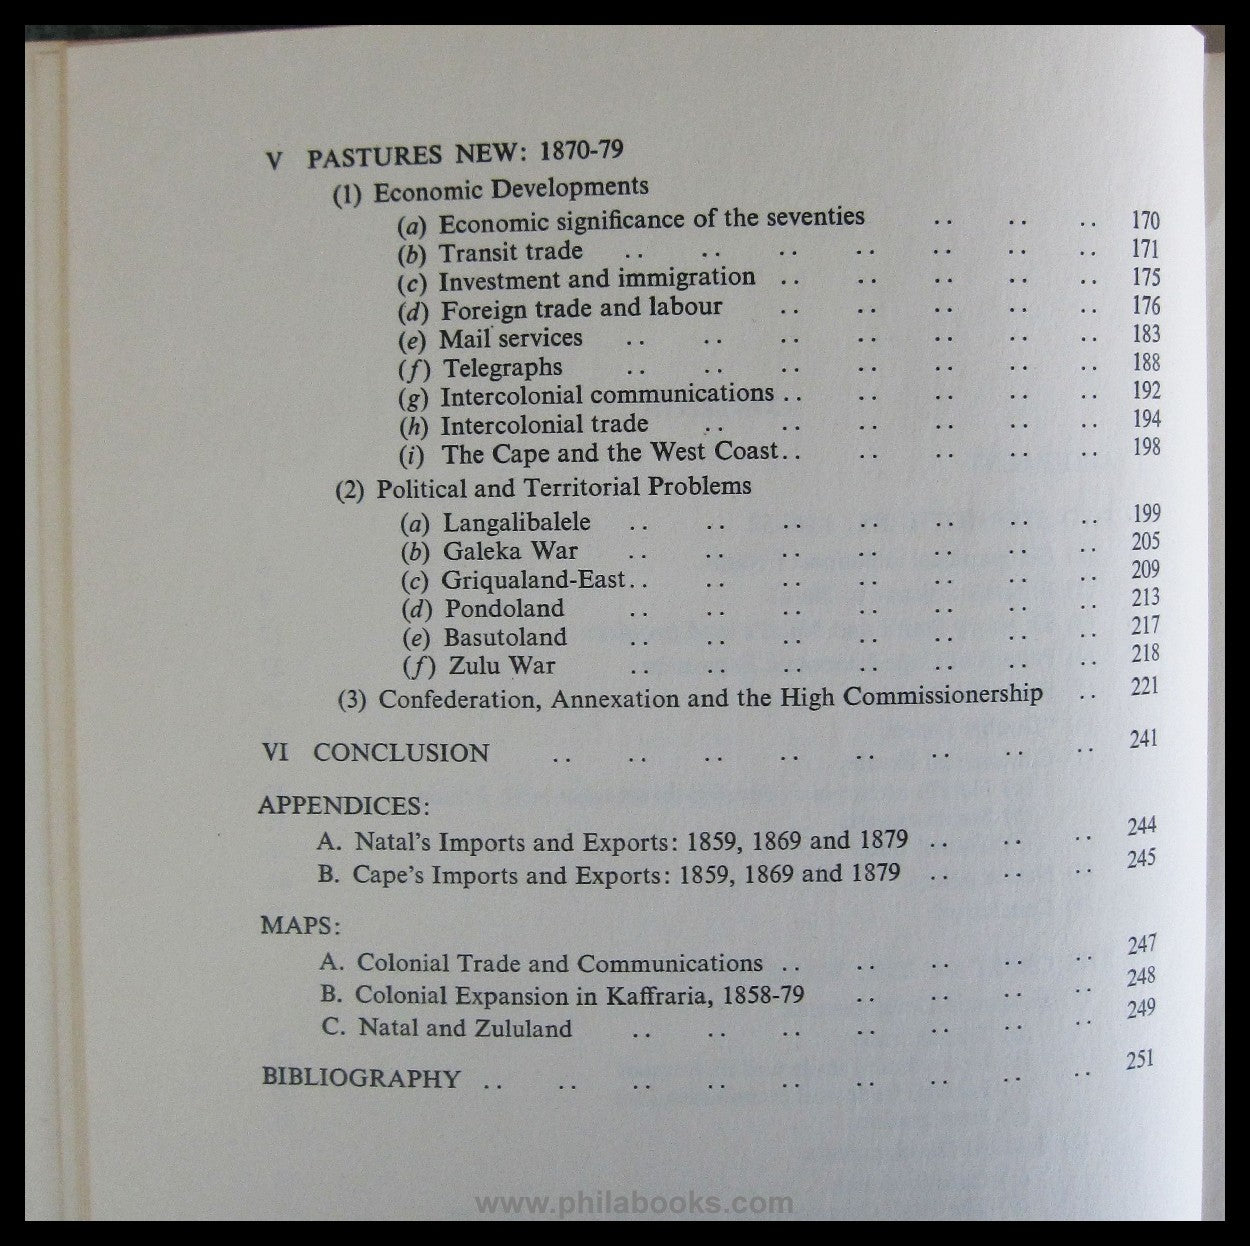 V PASTURES NEW: 1870-79
(1) Economic Developments
(a) Economic significance of the seventies .. .. .. 170
(b) Transit trade .. .. .. .. .. .. .. 171
(c) Investment and immigration .. .. .. .. .. 175
(d) Foreign trade and labour .. .. .. .. .. 176
(e) Mail services .. .. .. .. .. .. .. 183
(f) Telegraphs .. .. .. .. .. .. .. 188
(g) Intercolonial communications .. .. .. .. .. 192
(h) Intercolonial trade .. .. .. .. .. .. 194
(i) The Cape and the West Coast .. .. .. .. .. 198
(2) Political and Territorial Problems
(a) Langalibalele .. .. .. .. .. .. .. 199
(b) Galeka War .. .. .. .. .. .. .. 205
(c) Griqualand-East .. .. .. .. .. .. .. 209
(d) Pondoland .. .. .. .. .. .. .. 213
(e) Basutoland .. .. .. .. .. .. .. 217
(f) Zulu War .. .. .. .. .. .. .. 218
(3) Confederation, Annexation and the High Commissionership .. 221
VI CONCLUSION .. .. .. .. .. .. .. .. 241
APPENDICES:
A. Natal's Imports and Exports: 1859, 1869 and 1879 .. .. .. 244
B. Cape's Imports and Exports: 1859, 1869 and 1879 .. .. .. 245
MAPS:
A. Colonial Trade and Communications .. .. .. .. .. 247
B. Colonial Expansion in Kaffraria, 1858-79 .. .. .. .. 248
C. Natal and Zululand .. .. .. .. .. .. .. 249
BIBLIOGRAPHY .. .. .. .. .. .. .. .. .. 251
www.philabooks.com